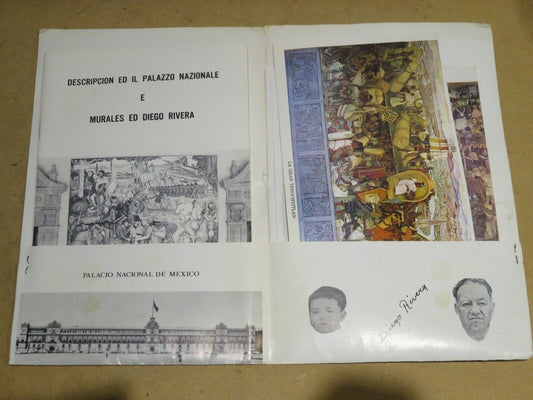 DESCRIPCION ED IL PALAZZO NAZIONALE
E
MURALES ED DIEGO RIVERA
PALACIO NACIONAL DE MEXICO
LA GRAN TENOCHTITLAN
Diego Rivera